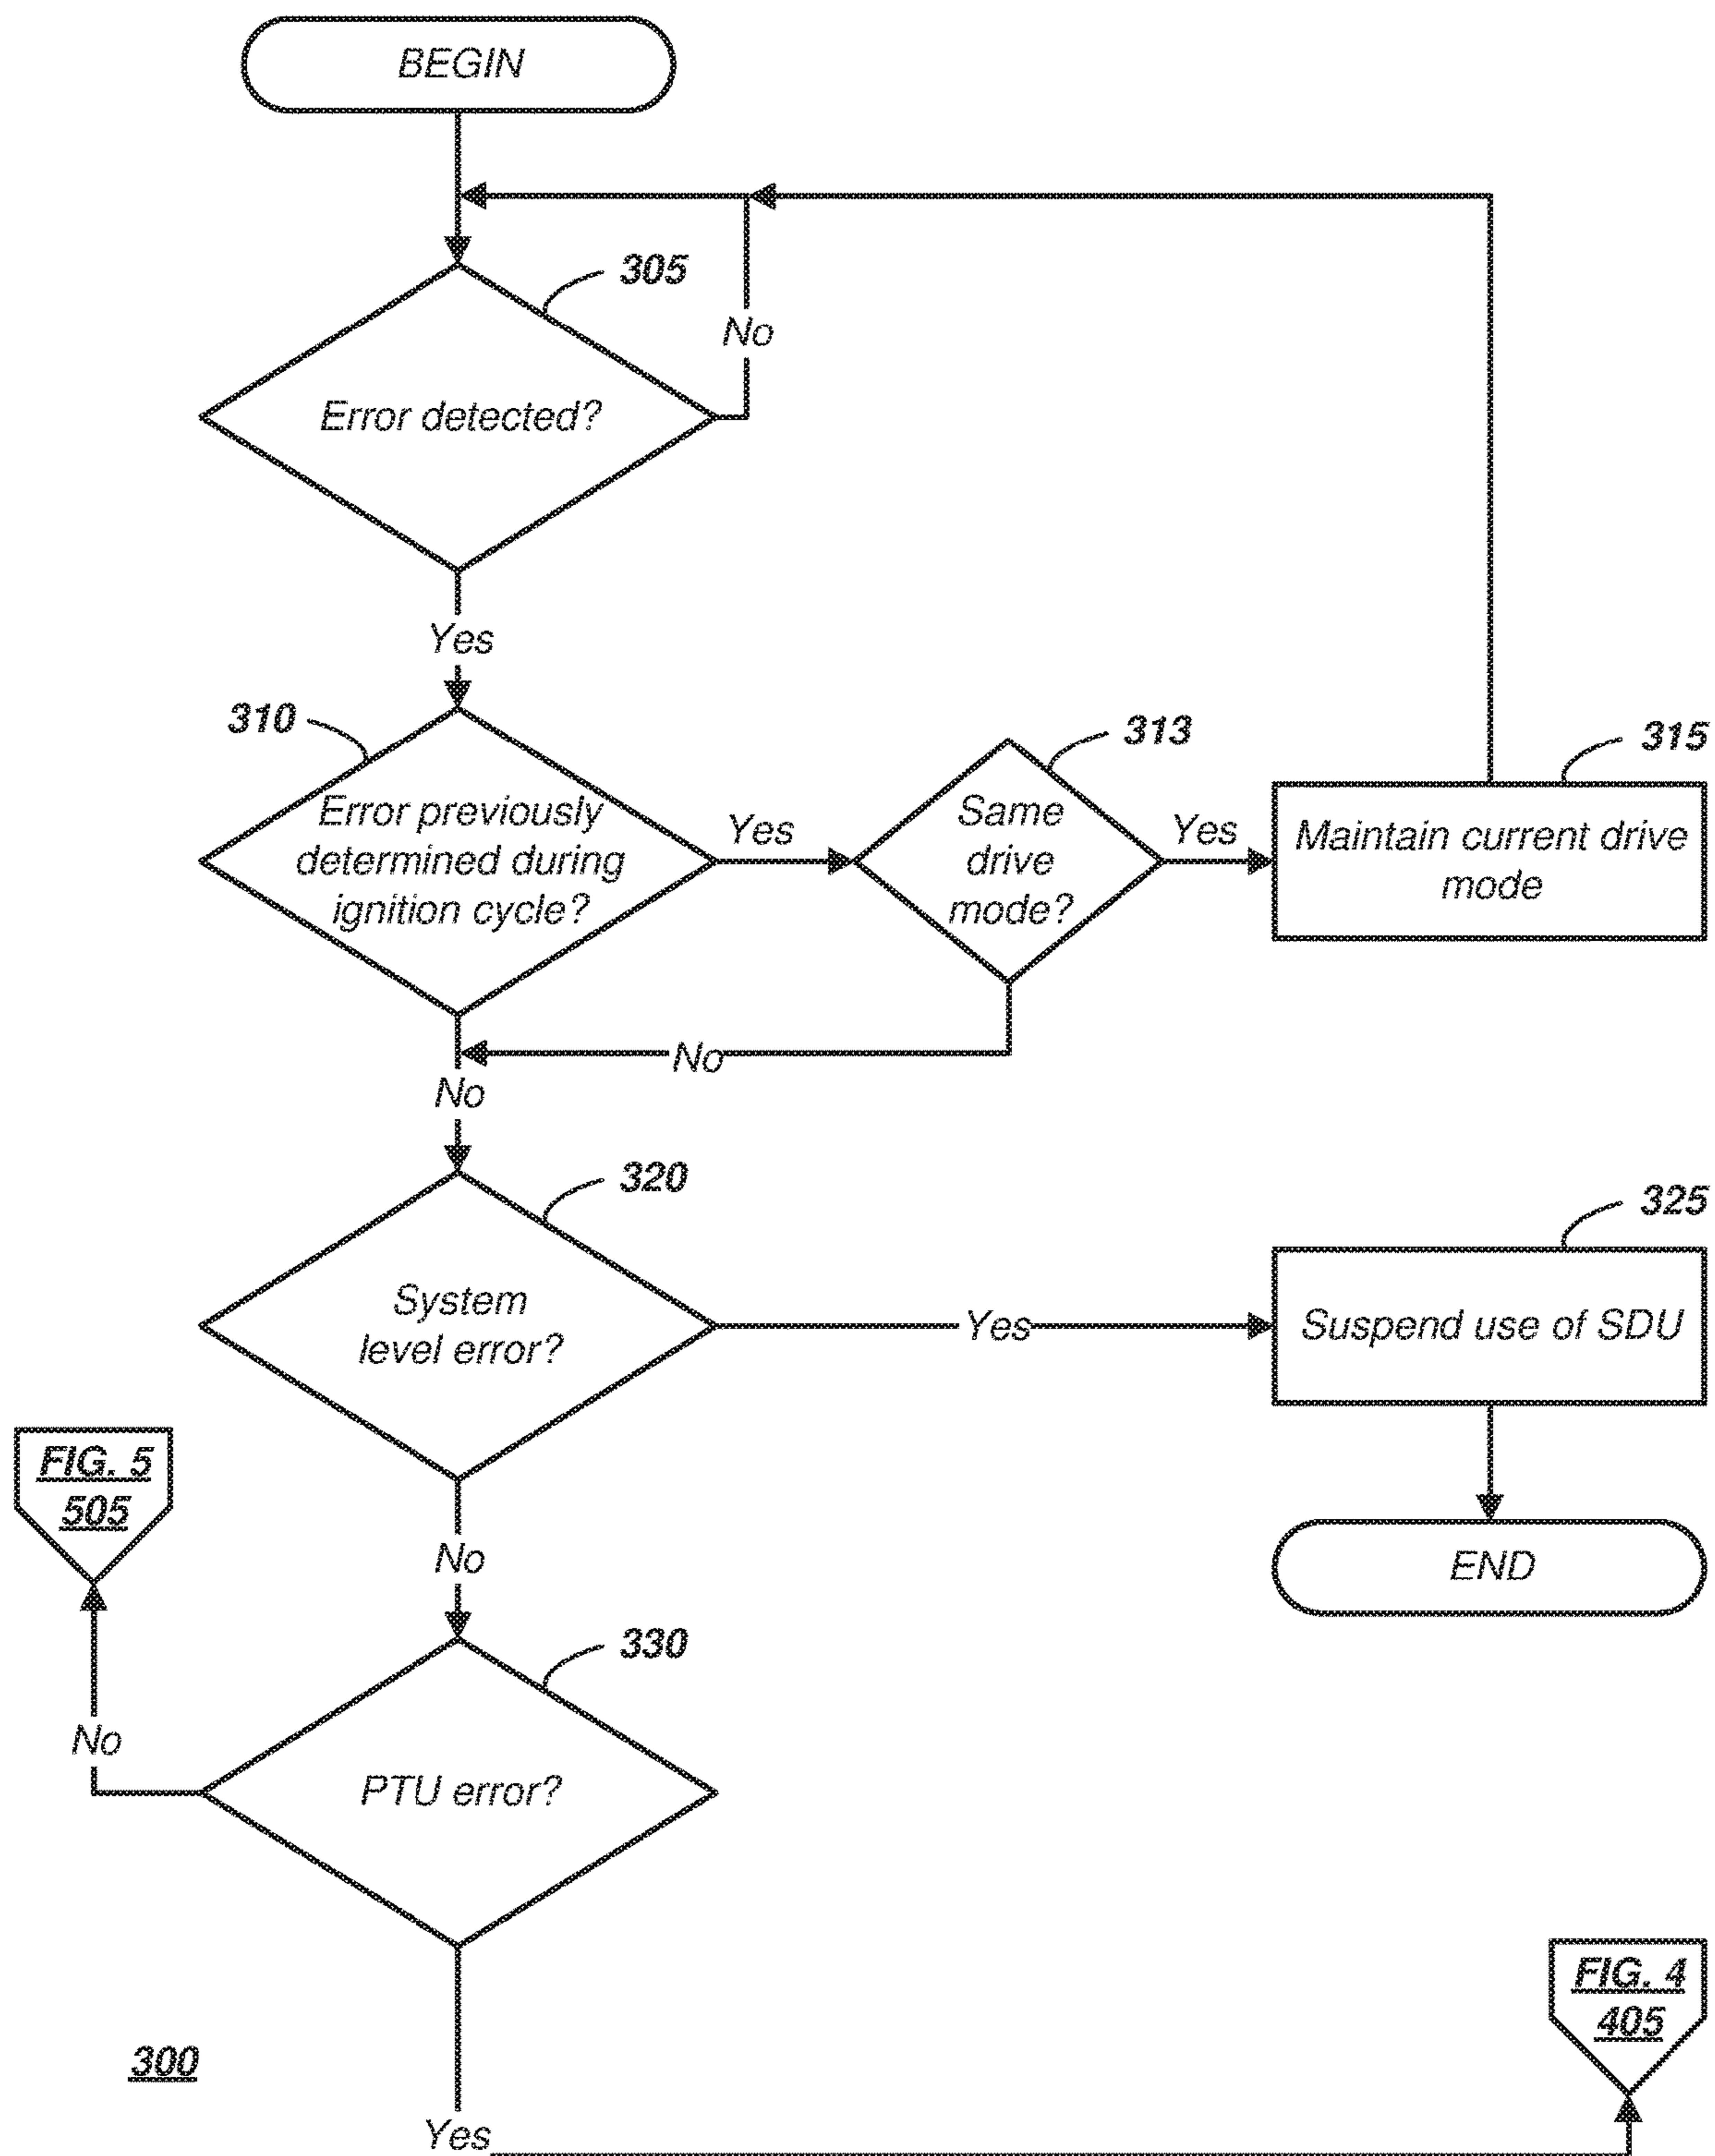 BEGIN
305
No
Error detected?
Yes
310
313
315
Error previously
determined during
ignition cycle?
Yes
Same
drive
mode?
Yes
Maintain current drive
mode
No
No
320
325
System
level error?
Yes
Suspend use of SDU
FIG. 5
505
No
END
330
No
PTU error?
FIG. 4
405
300
Yes